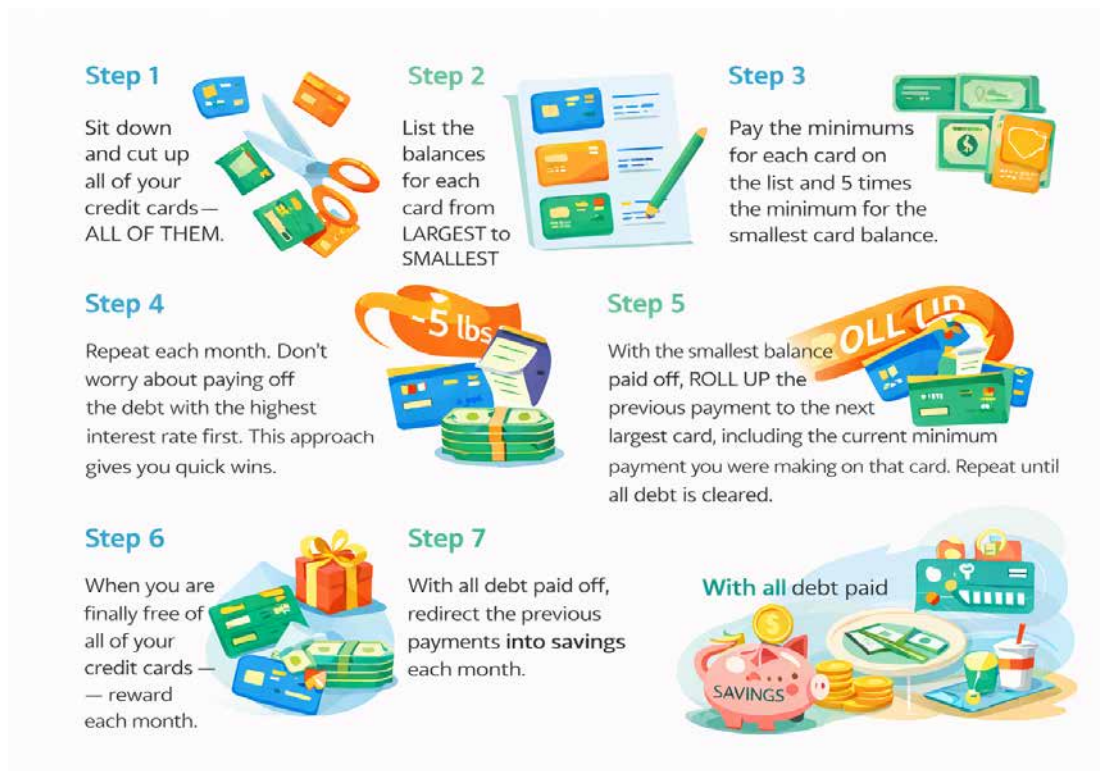 Step 1
Sit down
and cut up
all of your
credit cards—
ALL OF THEM.
Step 2
List the
balances
for each
card from
LARGEST to
SMALLEST
Step 3
Pay the minimums
for each card on
the list and 5 times
the minimum for the
smallest card balance.
Step 4
Repeat each month. Don't
worry about paying off
the debt with the highest
interest rate first. This approach
gives you quick wins.
-5 lbs
Step 5
With the smallest balance
paid off, ROLL UP the
previous payment to the next
largest card, including the current minimum
payment you were making on that card. Repeat until
all debt is cleared.
OLL UP
Step 6
When you are
finally free of
all of your
credit cards —
— reward
each month.
Step 7
With all debt paid off,
redirect the previous
payments into savings
each month.
With all debt paid
SAVINGS